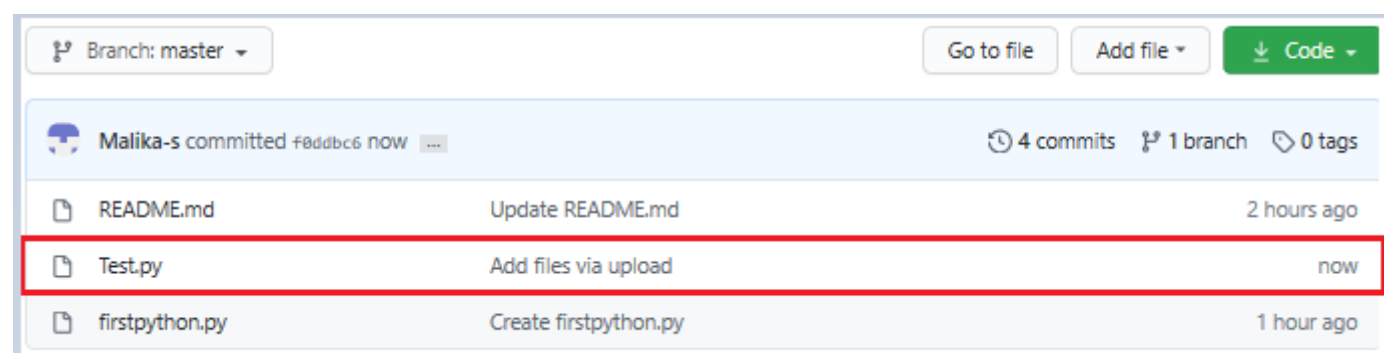 Branch: master Go to file Add file Code
Malika-s committed f0ddbc6 now ... 4 commits 1 branch 0 tags
README.md Update README.md 2 hours ago
Test.py Add files via upload now
firstpython.py Create firstpython.py 1 hour ago